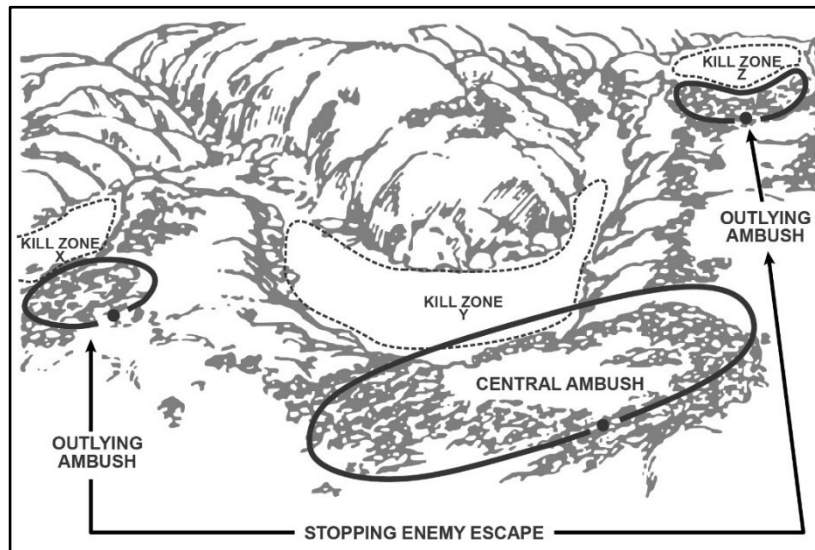 KILL ZONE
Z
OUTLYING
AMBUSH
KILL ZONE
X
KILL ZONE
Y
CENTRAL AMBUSH
OUTLYING
AMBUSH
STOPPING ENEMY ESCAPE